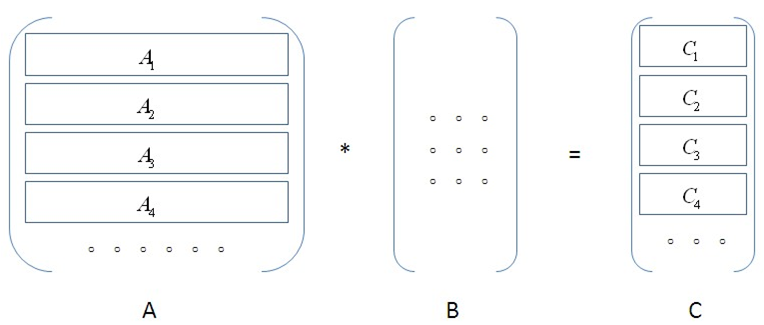 A₁
A₂
A₃
A₄
*
=
C₁
C₂
C₃
C₄
A
B
C